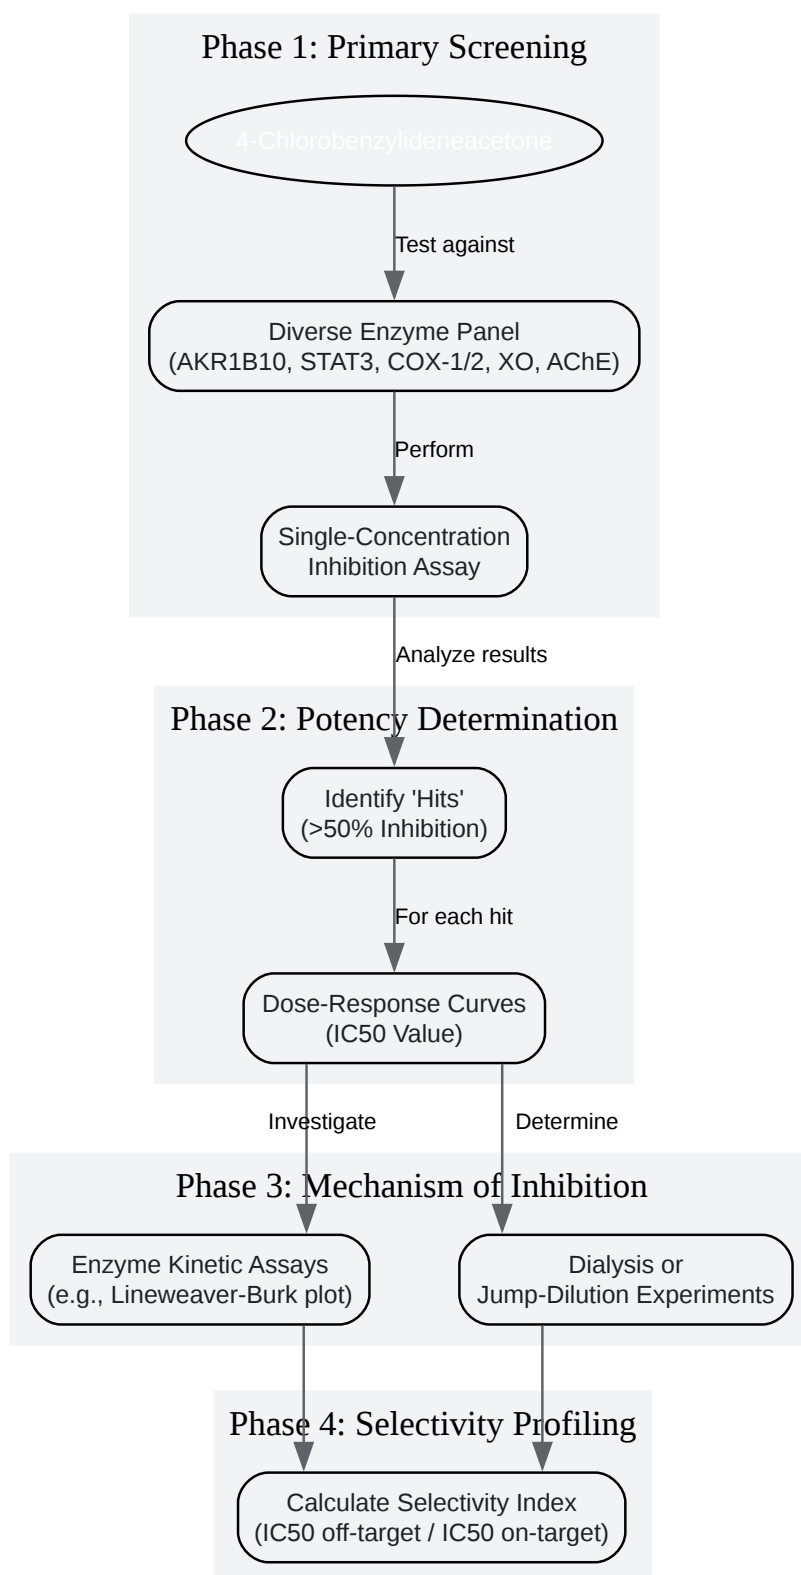 Phase 1: Primary Screening
4-Chlorobenzylideneacetone
Test against
Diverse Enzyme Panel
(AKR1B10, STAT3, COX-1/2, XO, AChE)
Perform
Single-Concentration
Inhibition Assay
Analyze results
Phase 2: Potency Determination
Identify 'Hits'
(>50% Inhibition)
For each hit
Dose-Response Curves
(IC50 Value)
Investigate
Determine
Phase 3: Mechanism of Inhibition
Enzyme Kinetic Assays
(e.g., Lineweaver-Burk plot)
Dialysis or
Jump-Dilution Experiments
Phase 4: Selectivity Profiling
Calculate Selectivity Index
(IC50 off-target / IC50 on-target)